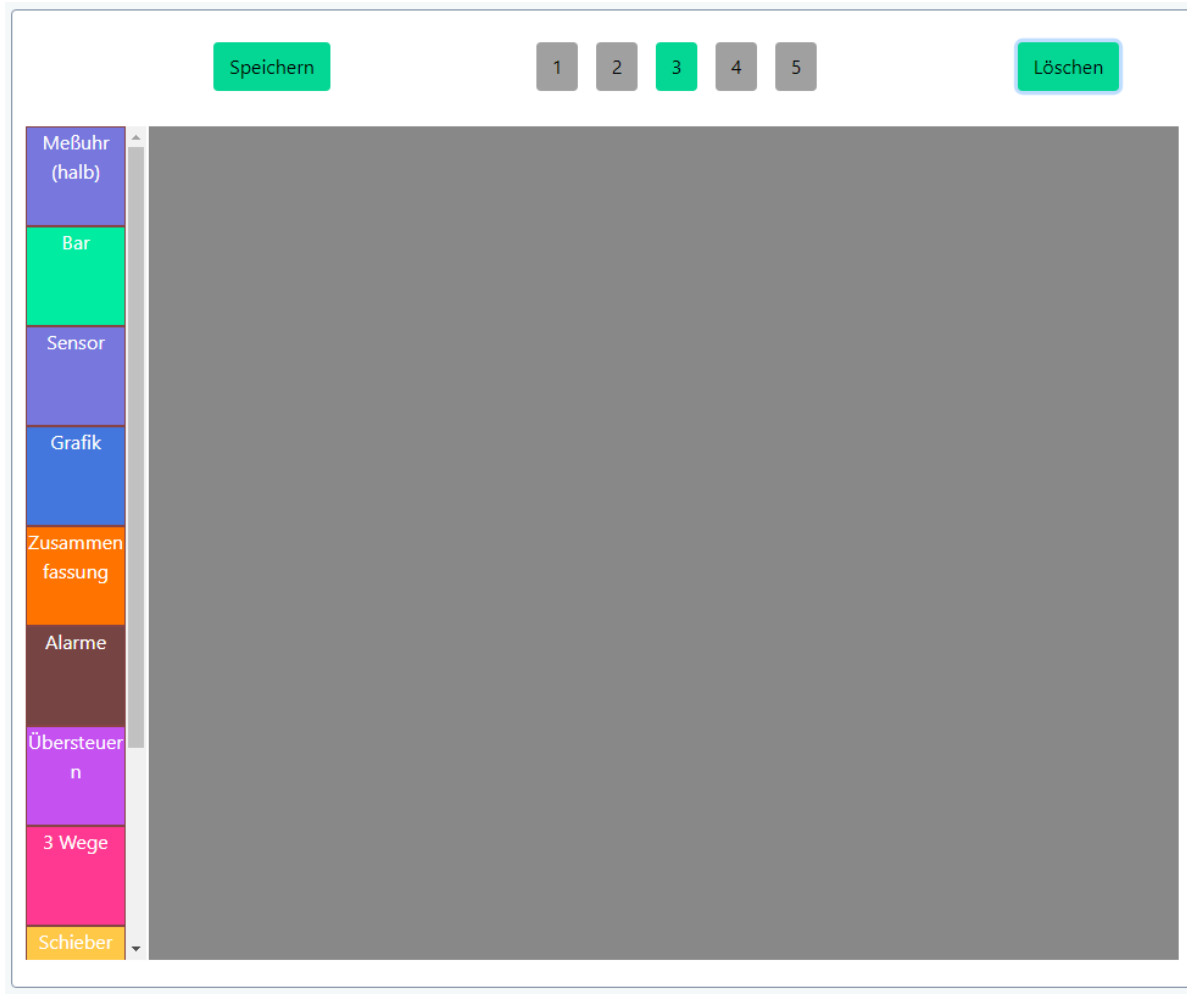 Speichern
1 2 3 4 5
Löschen
Meßuhr
(halb)
Bar
Sensor
Grafik
Zusammen
fassung
Alarme
Übersteuer
n
3 Wege
Schieber